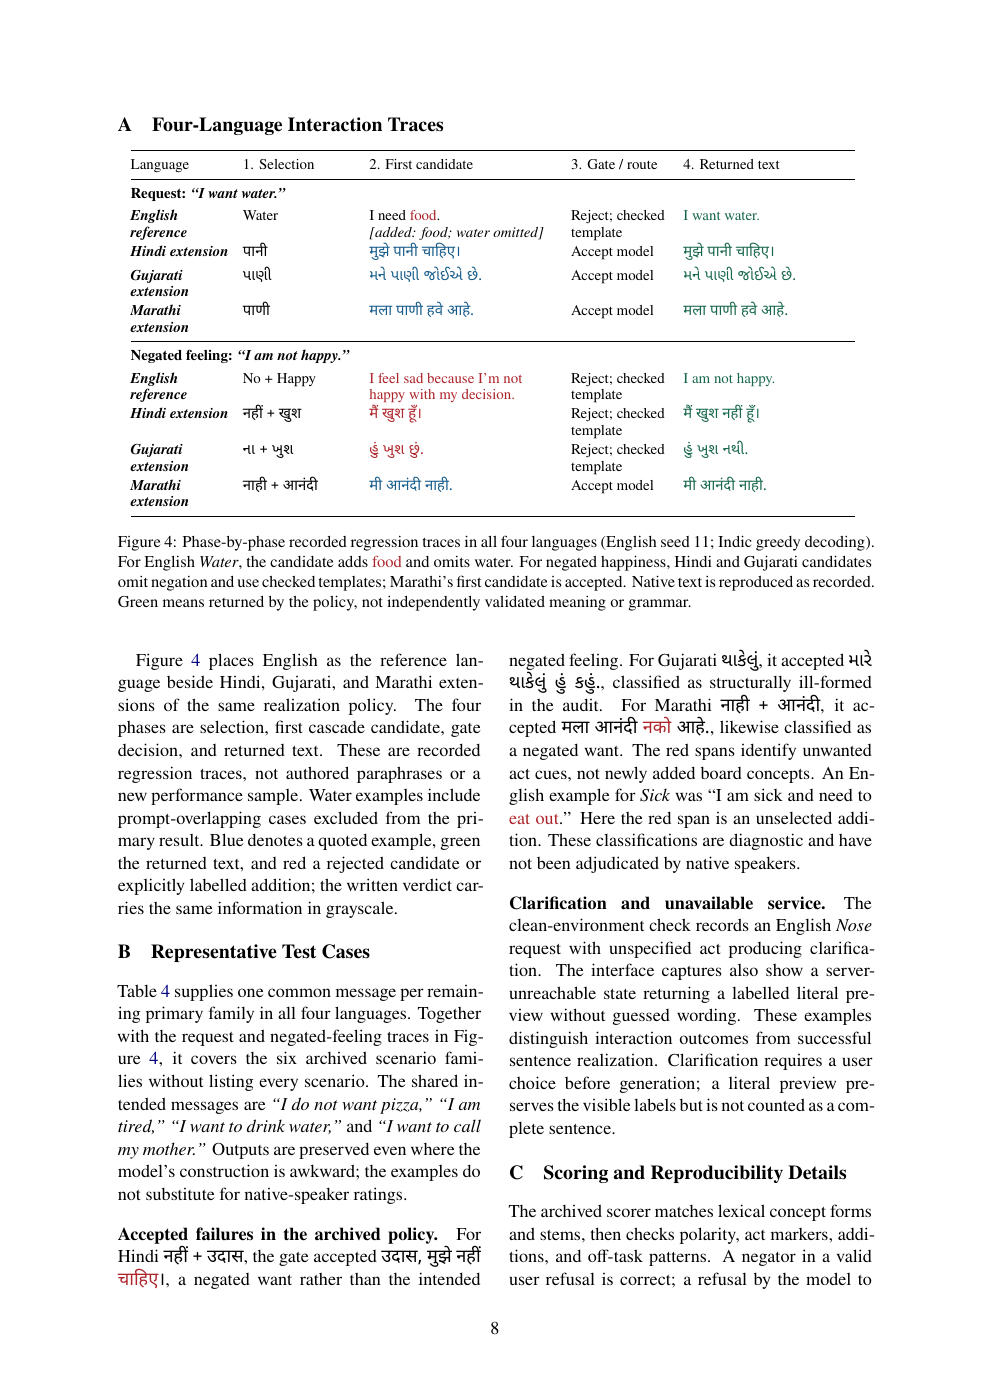 A Four-Language Interaction Traces
Language 1. Selection 2. First candidate 3. Gate / route 4. Returned text
Request: “I want water.”
English Water I need food. Reject; checked I want water.
reference [added: food; water omitted] template
Hindi extension पानी मुझे पानी चाहिए। Accept model मुझे पानी चाहिए।
Gujarati પાણી મને પાણી જોઈએ છે. Accept model મને પાણી જોઈએ છે.
extension
Marathi पाणी मला पाणी हवे आहे. Accept model मला पाणी हवे आहे.
extension
Negated feeling: “I am not happy.”
English No + Happy I feel sad because I’m not Reject; checked I am not happy.
reference happy with my decision. template
Hindi extension नहीं + खुश मैं खुश हूँ। Reject; checked मैं खुश नहीं हूँ।
template
Gujarati ના + ખુશ હું ખુશ છું. Reject; checked હું ખુશ નથી.
extension template
Marathi नाही + आनंदी मी आनंदी नाही. Accept model मी आनंदी नाही.
extension
Figure 4: Phase-by-phase recorded regression traces in all four languages (English seed 11; Indic greedy decoding).
For English Water, the candidate adds food and omits water. For negated happiness, Hindi and Gujarati candidates
omit negation and use checked templates; Marathi’s first candidate is accepted. Native text is reproduced as recorded.
Green means returned by the policy, not independently validated meaning or grammar.
Figure 4 places English as the reference lan-
guage beside Hindi, Gujarati, and Marathi exten-
sions of the same realization policy. The four
phases are selection, first cascade candidate, gate
decision, and returned text. These are recorded
regression traces, not authored paraphrases or a
new performance sample. Water examples include
prompt-overlapping cases excluded from the pri-
mary result. Blue denotes a quoted example, green
the returned text, and red a rejected candidate or
explicitly labelled addition; the written verdict car-
ries the same information in grayscale.
B Representative Test Cases
Table 4 supplies one common message per remain-
ing primary family in all four languages. Together
with the request and negated-feeling traces in Fig-
ure 4, it covers the six archived scenario fami-
lies without listing every scenario. The shared in-
tended messages are “I do not want pizza,” “I am
tired,” “I want to drink water,” and “I want to call
my mother.” Outputs are preserved even where the
model’s construction is awkward; the examples do
not substitute for native-speaker ratings.
Accepted failures in the archived policy. For
Hindi नहीं + उदास, the gate accepted उदास, मुझे नहीं
चाहिए।, a negated want rather than the intended
negated feeling. For Gujarati થાકેલું, it accepted મારે
થાકેલું હું કહું., classified as structurally ill-formed
in the audit. For Marathi नाही + आनंदी, it ac-
cepted मला आनंदी नको आहे., likewise classified as
a negated want. The red spans identify unwanted
act cues, not newly added board concepts. An En-
glish example for Sick was “I am sick and need to
eat out.” Here the red span is an unselected addi-
tion. These classifications are diagnostic and have
not been adjudicated by native speakers.
Clarification and unavailable service. The
clean-environment check records an English Nose
request with unspecified act producing clarifica-
tion. The interface captures also show a server-
unreachable state returning a labelled literal pre-
view without guessed wording. These examples
distinguish interaction outcomes from successful
sentence realization. Clarification requires a user
choice before generation; a literal preview pre-
serves the visible labels but is not counted as a com-
plete sentence.
C Scoring and Reproducibility Details
The archived scorer matches lexical concept forms
and stems, then checks polarity, act markers, addi-
tions, and off-task patterns. A negator in a valid
user refusal is correct; a refusal by the model to
8